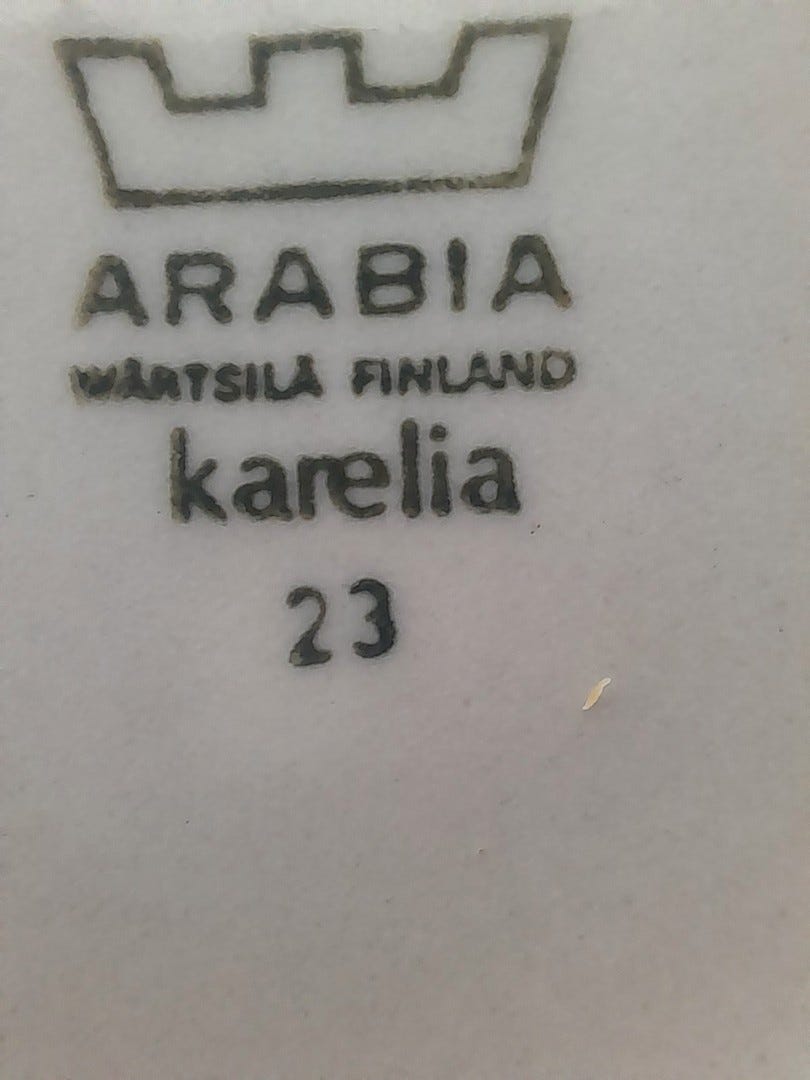 ARABIA
WÄRTSILÄ FINLAND
karelia
23